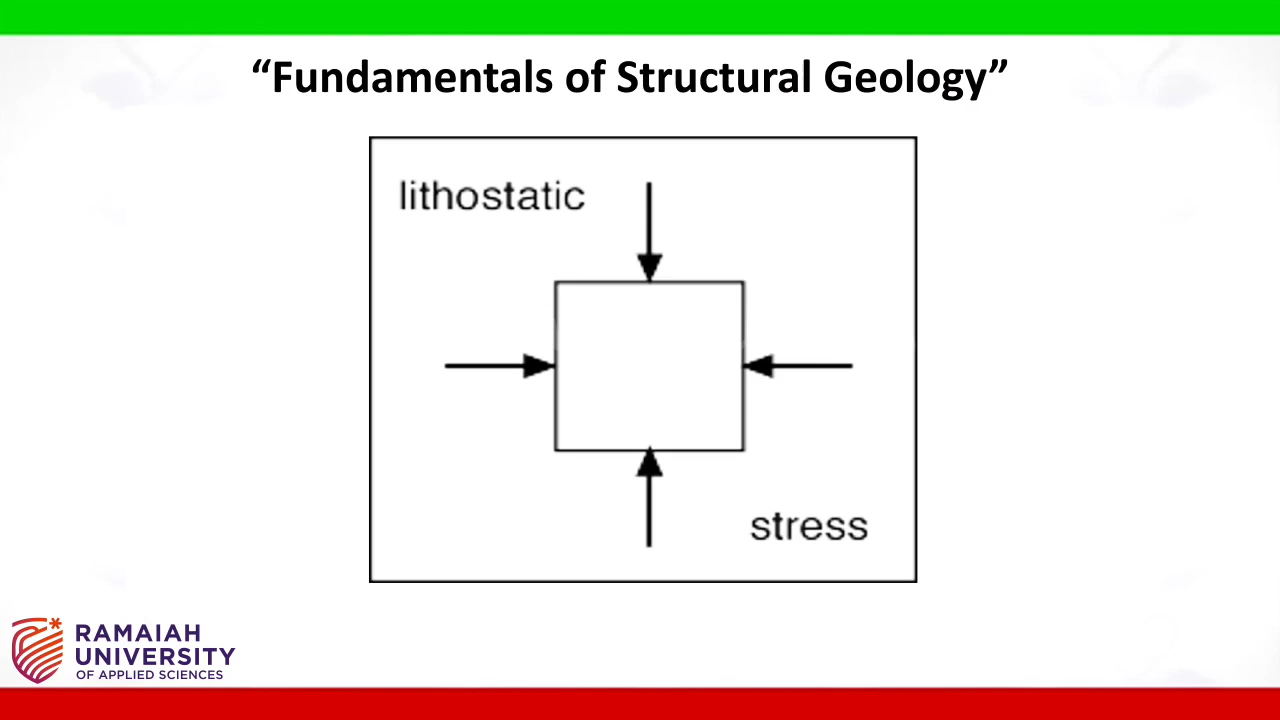 “Fundamentals of Structural Geology”
lithostatic
stress
RAMAIAH
UNIVERSITY
OF APPLIED SCIENCES